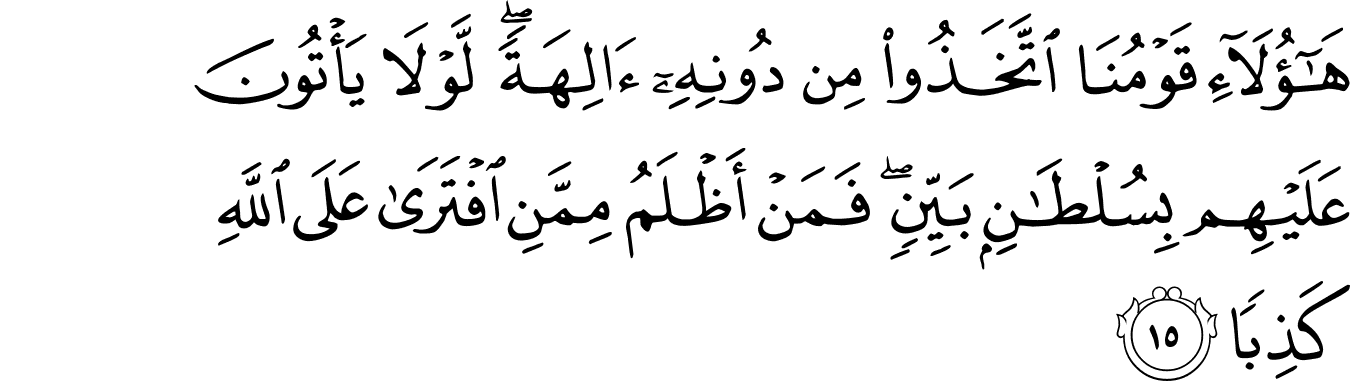 هَٰٓؤُلَآءِ قَوۡمُنَا ٱتَّخَذُواْ مِن دُونِهِۦٓ ءَالِهَةٗۖ لَّوۡلَا يَأۡتُونَ
عَلَيۡهِم بِسُلۡطَٰنِۭ بَيِّنٖۖ فَمَنۡ أَظۡلَمُ مِمَّنِ ٱفۡتَرَىٰ عَلَى ٱللَّهِ
كَذِبٗا ١٥